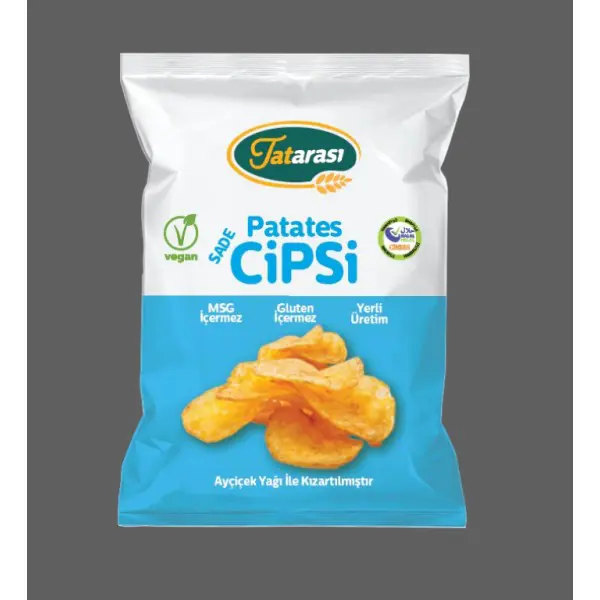 Tatarası
vegan
SADE
Patates
CiPSi
MSG
İçermez
Gluten
İçermez
Yerli
Üretim
Ayçiçek Yağı İle Kızartılmıştır